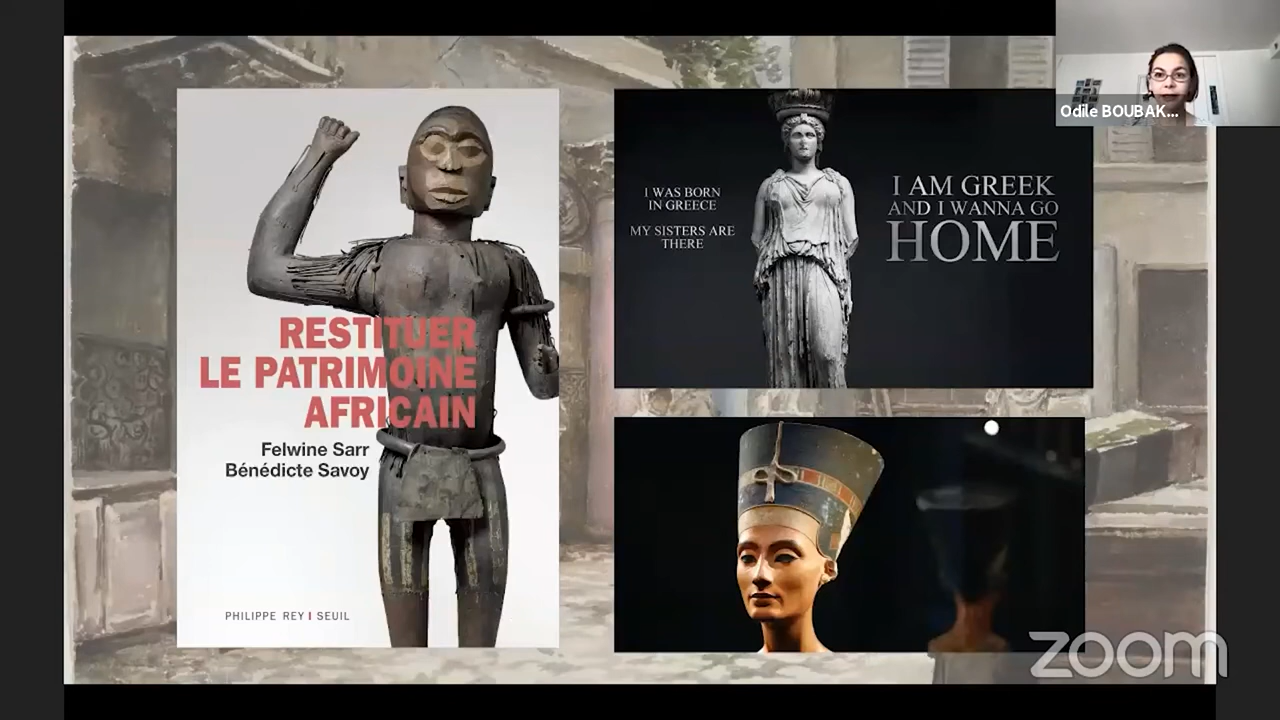 RESTITUER
LE PATRIMOINE
AFRICAIN
Felwine Sarr
Bénédicte Savoy
PHILIPPE REY SEUIL
I WAS BORN
IN GREECE
MY SISTERS ARE
THERE
I AM GREEK
AND I WANNA GO
HOME
Odile BOUBAK...
zoom